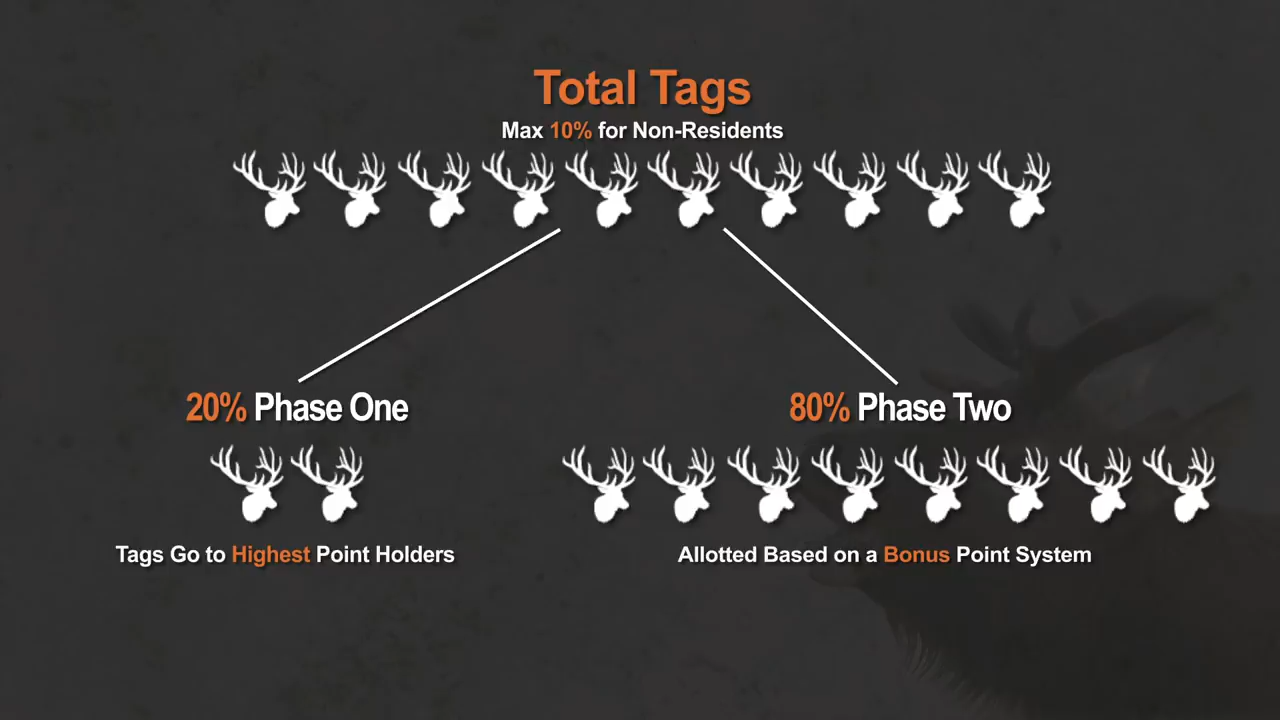 Total Tags
Max 10% for Non-Residents
20% Phase One
80% Phase Two
Tags Go to Highest Point Holders
Allotted Based on a Bonus Point System